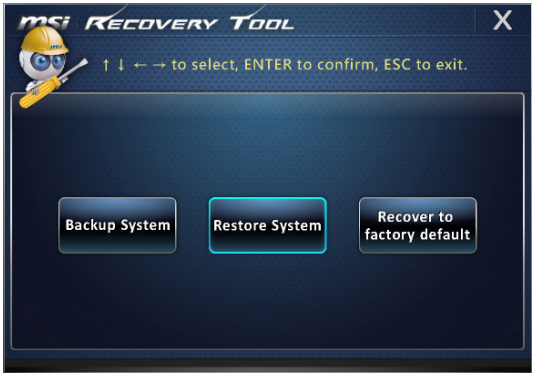 msi Recovery Tool
↑ ↓ ← → to select, ENTER to confirm, ESC to exit.
Backup System
Restore System
Recover to
factory default